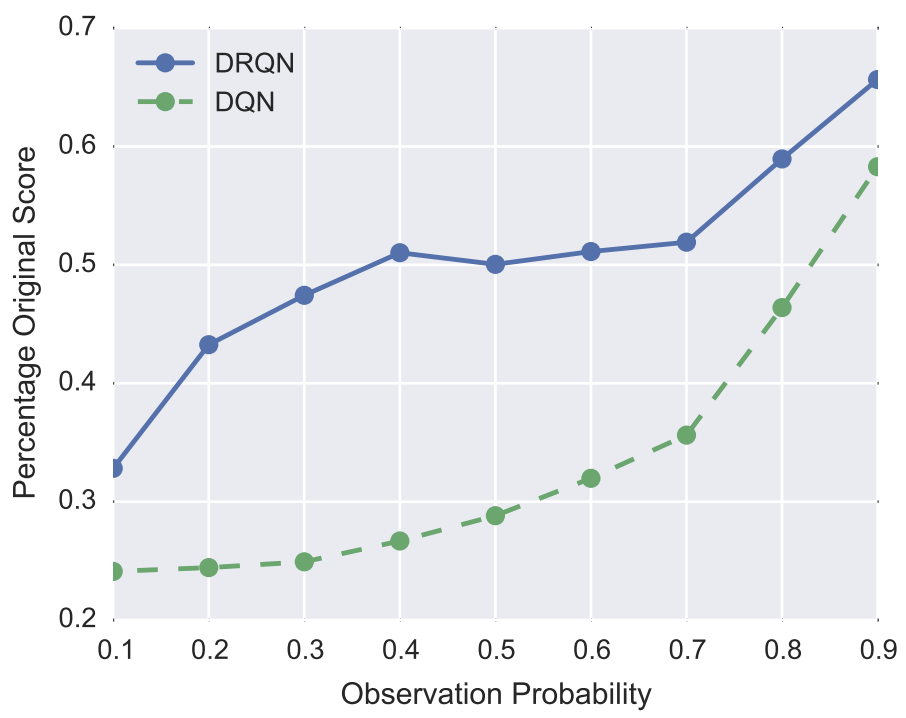 0.7
DRQN
DQN
0.6
0.5
0.4
0.3
0.2
Percentage Original Score
0.1 0.2 0.3 0.4 0.5 0.6 0.7 0.8 0.9
Observation Probability